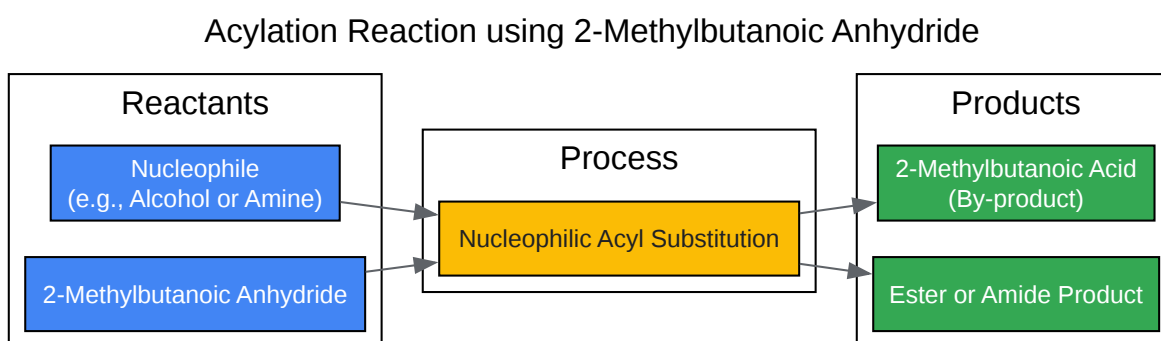 Acylation Reaction using 2-Methylbutanoic Anhydride
Reactants
Nucleophile
(e.g., Alcohol or Amine)
2-Methylbutanoic Anhydride
Process
Nucleophilic Acyl Substitution
Products
2-Methylbutanoic Acid
(By-product)
Ester or Amide Product